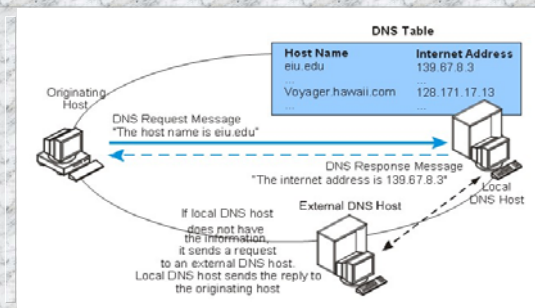 DNS Table
Host Name Internet Address
eiu.edu 139.67.8.3
... ...
Voyager.hawaii.com 128.171.17.13
... ...
Originating
Host
DNS Request Message
"The host name is eiu.edu"
DNS Response Message
"The internet address is 139.67.8.3"
Local
DNS Host
External DNS Host
If local DNS host
does not have
the information,
it sends a request
to an external DNS host.
Local DNS host sends the reply to
the originating host